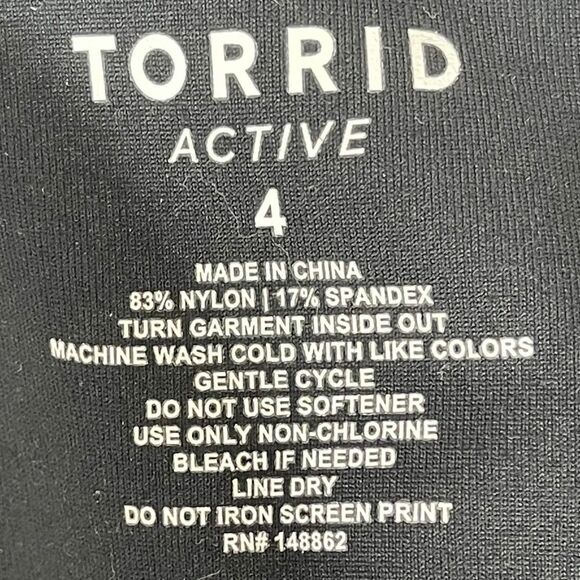 TORRID
ACTIVE
4
MADE IN CHINA
83% NYLON | 17% SPANDEX
TURN GARMENT INSIDE OUT
MACHINE WASH COLD WITH LIKE COLORS
GENTLE CYCLE
DO NOT USE SOFTENER
USE ONLY NON-CHLORINE
BLEACH IF NEEDED
LINE DRY
DO NOT IRON SCREEN PRINT
RN# 148862